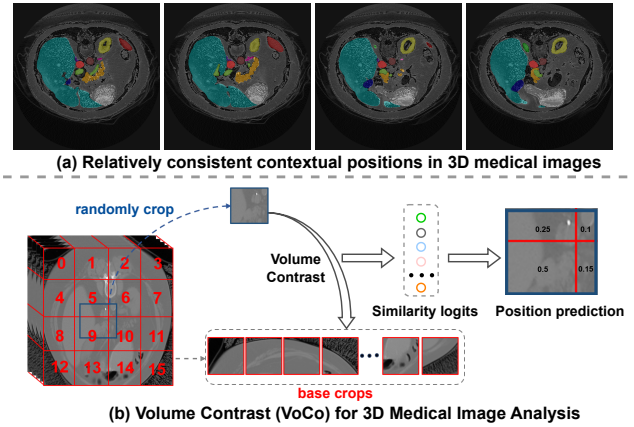 (a) Relatively consistent contextual positions in 3D medical images
randomly crop
Volume
Contrast
Similarity logits
Position prediction
0.25 0.1
0.5 0.15
0 1 2 3
4 5 6 7
8 9 10 11
12 13 14 15
base crops
(b) Volume Contrast (VoCo) for 3D Medical Image Analysis